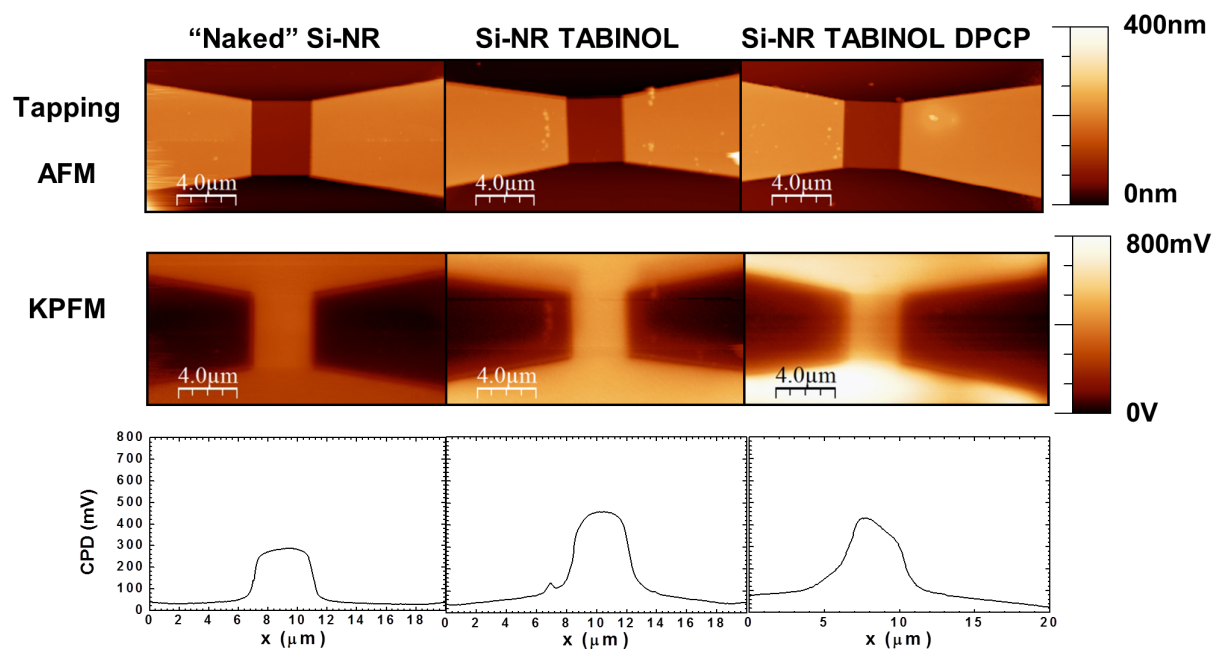 “Naked” Si-NR
Si-NR TABINOL
Si-NR TABINOL DPCP
400nm
Tapping
AFM
4.0µm
4.0µm
4.0µm
0nm
800mV
KPFM
4.0µm
4.0µm
4.0µm
0V
800
700
600
500
400
300
200
100
0
CPD (mV)
0 2 4 6 8 10 12 14 16 18
x (μm)
0 2 4 6 8 10 12 14 16 18
x (μm)
0 5 10 15 20
x (μm)